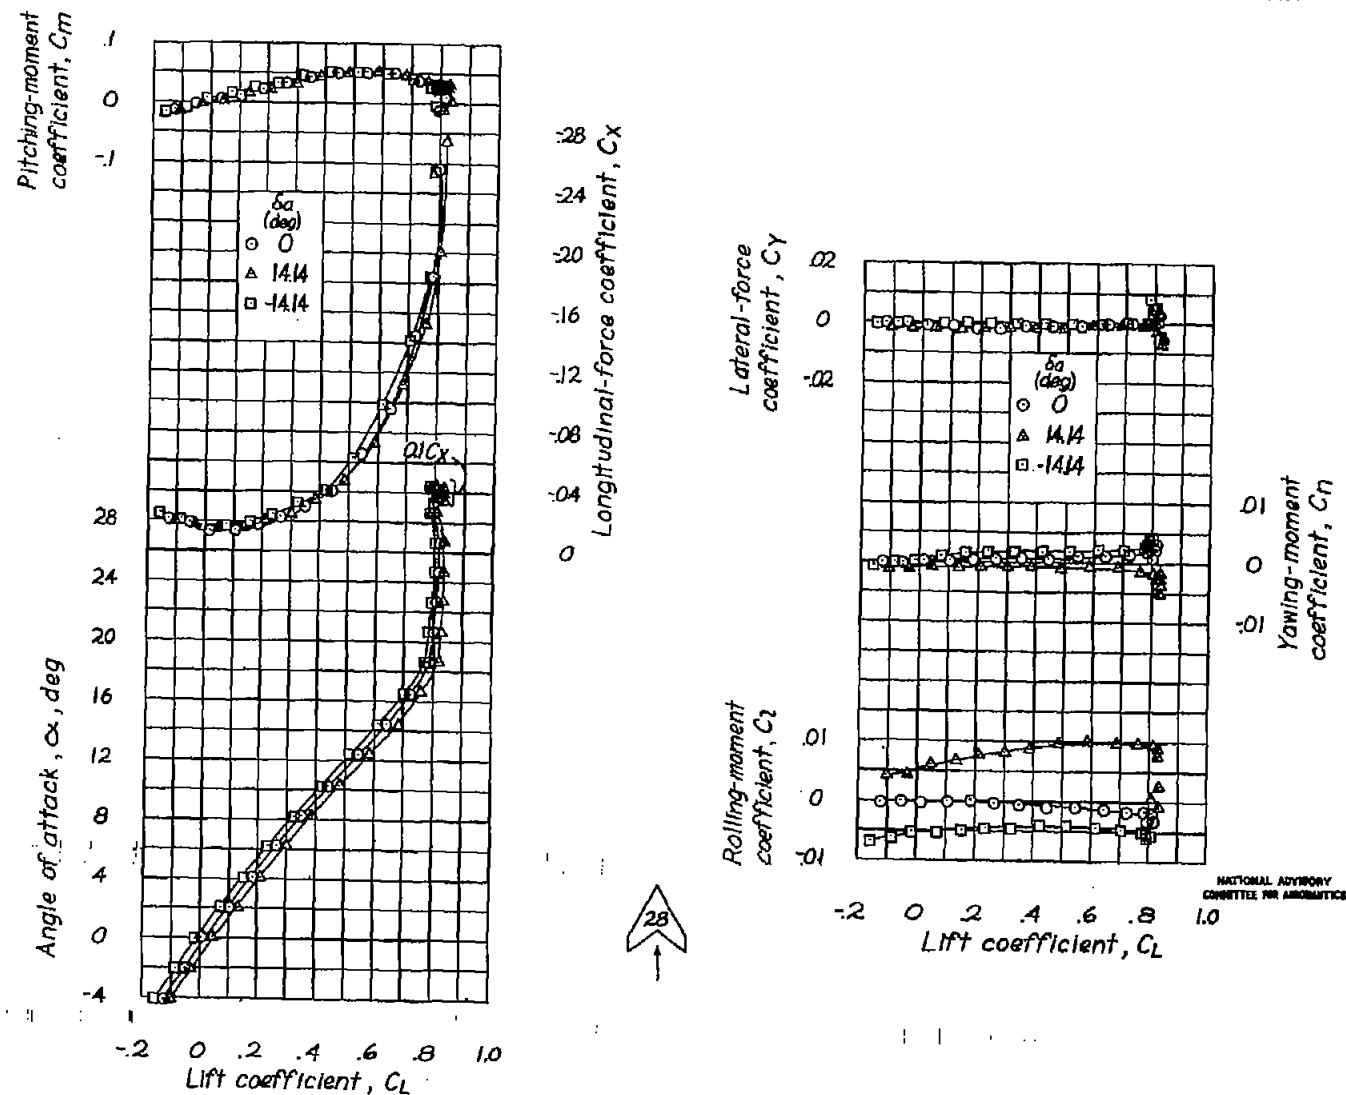 Pitching-moment
coefficient, Cm
.1
0
-.1
δa
(deg)
0
14.14
-14.14
-.28
-.24
-.20
-.16
-.12
-.08
-.04
0
Longitudinal-force coefficient, CX
0.1CX
Angle of attack, α, deg
28
24
20
16
12
8
4
0
-4
-.2 0 .2 .4 .6 .8 1.0
Lift coefficient, CL
28
Lateral-force
coefficient, CY
.02
0
-.02
δa
(deg)
0
14.14
-14.14
.01
0
-.01
Yawing-moment
coefficient, Cn
Rolling-moment
coefficient, Cl
.01
0
-.01
-.2 0 .2 .4 .6 .8 1.0
Lift coefficient, CL
NATIONAL ADVISORY
COMMITTEE FOR AERONAUTICS